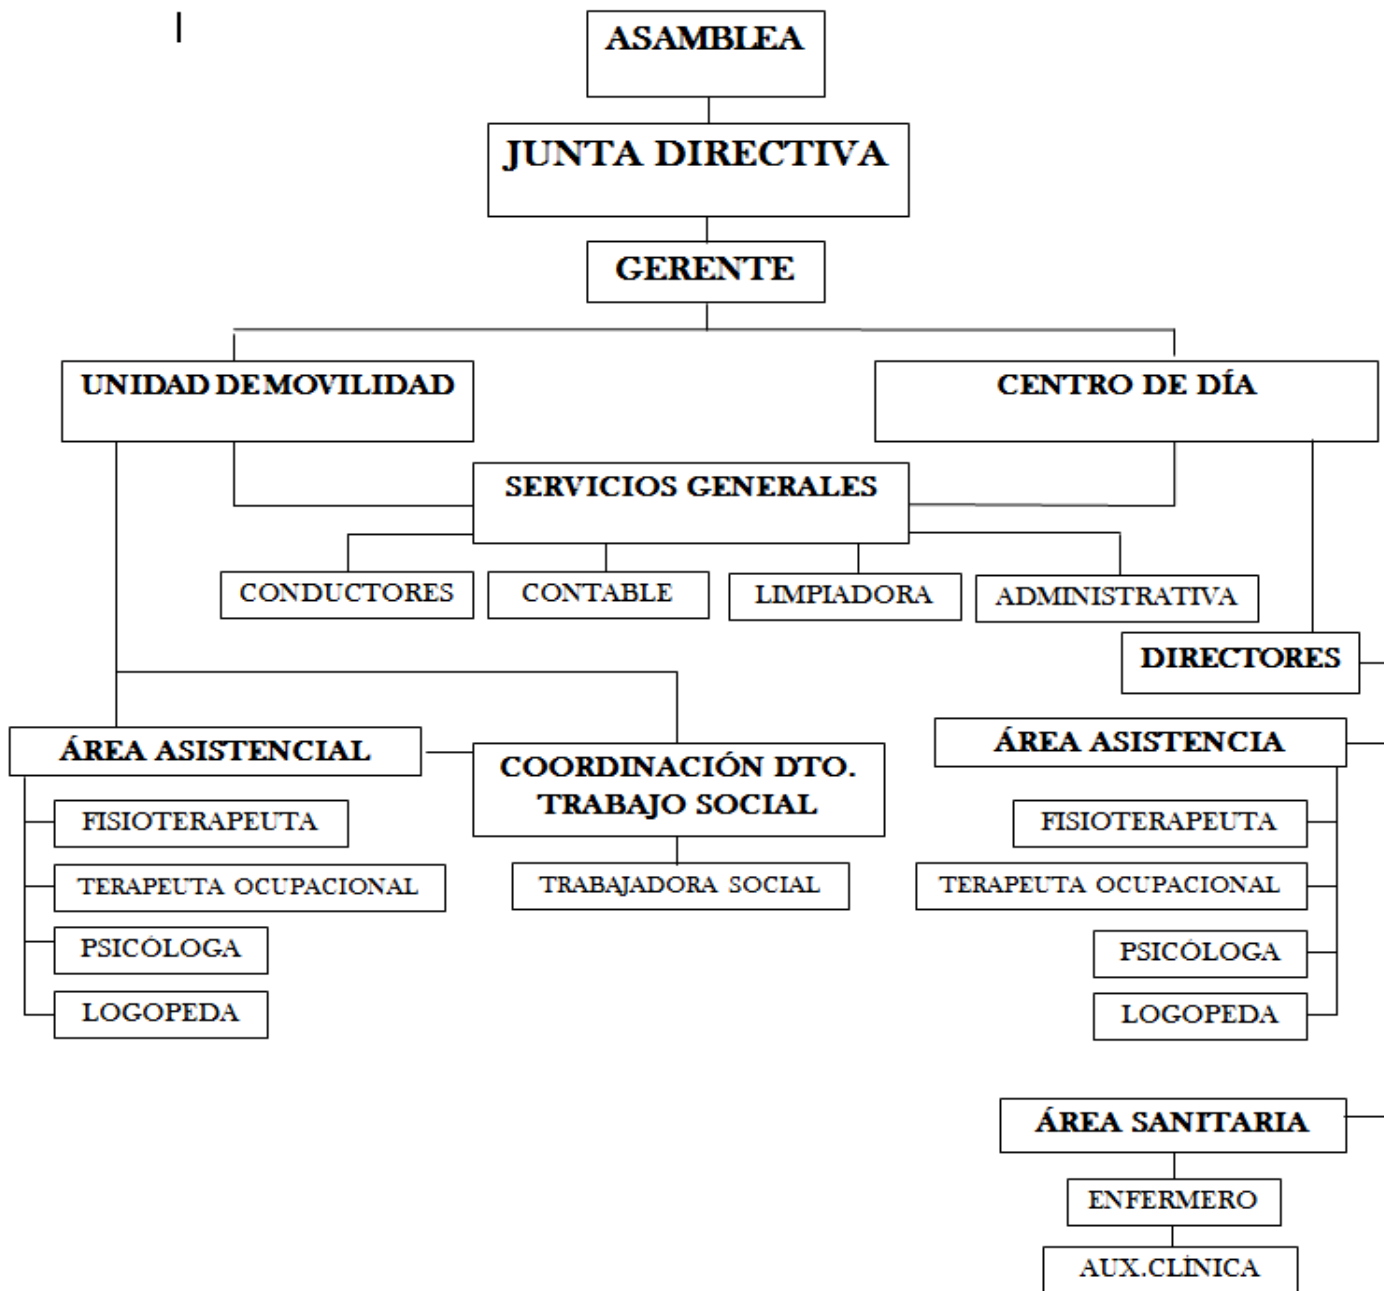 ASAMBLEA
JUNTA DIRECTIVA
GERENTE
UNIDAD DE MOVILIDAD
CENTRO DE DÍA
SERVICIOS GENERALES
CONDUCTORES
CONTABLE
LIMPIADORA
ADMINISTRATIVA
DIRECTORES
ÁREA ASISTENCIAL
COORDINACIÓN DTO.
TRABAJO SOCIAL
ÁREA ASISTENCIA
FISIOTERAPEUTA
TERAPEUTA OCUPACIONAL
PSICÓLOGA
LOGOPEDA
TRABAJADORA SOCIAL
FISIOTERAPEUTA
TERAPEUTA OCUPACIONAL
PSICÓLOGA
LOGOPEDA
ÁREA SANITARIA
ENFERMERO
AUX.CLÍNICA